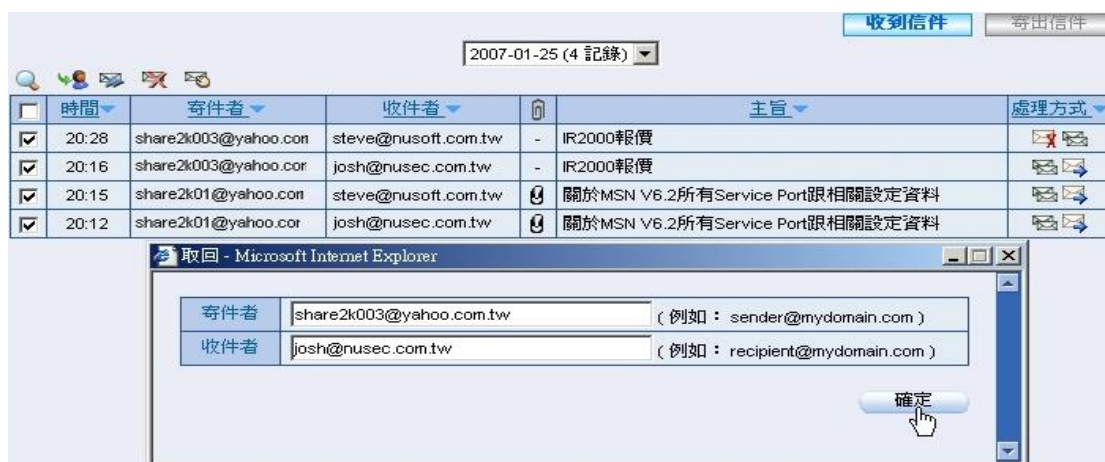 收到信件 寄出信件
2007-01-25 (4 記錄)
時間 寄件者 收件者 主旨 處理方式
20:28 share2k003@yahoo.com steve@nusoft.com.tw - IR2000報價
20:16 share2k003@yahoo.com josh@nusec.com.tw - IR2000報價
20:15 share2k01@yahoo.com steve@nusoft.com.tw 關於MSN V6.2所有Service Port跟相關設定資料
20:12 share2k01@yahoo.com josh@nusec.com.tw 關於MSN V6.2所有Service Port跟相關設定資料
取回 - Microsoft Internet Explorer
寄件者 share2k003@yahoo.com.tw ( 例如： sender@mydomain.com )
收件者 josh@nusec.com.tw ( 例如： recipient@mydomain.com )
確定